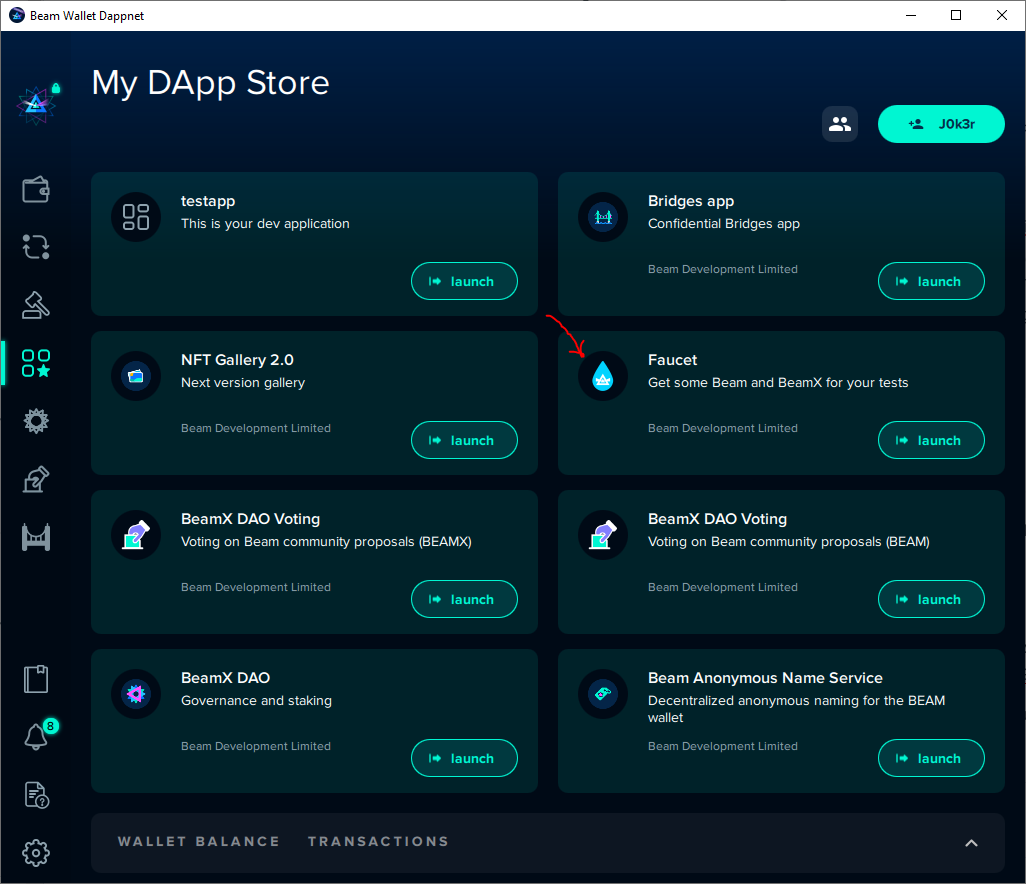 Beam Wallet Dappnet
My DApp Store
J0k3r
testapp
This is your dev application
launch
Bridges app
Confidential Bridges app
Beam Development Limited
launch
NFT Gallery 2.0
Next version gallery
Beam Development Limited
launch
Faucet
Get some Beam and BeamX for your tests
Beam Development Limited
launch
BeamX DAO Voting
Voting on Beam community proposals (BEAMX)
Beam Development Limited
launch
BeamX DAO Voting
Voting on Beam community proposals (BEAM)
Beam Development Limited
launch
BeamX DAO
Governance and staking
Beam Development Limited
launch
Beam Anonymous Name Service
Decentralized anonymous naming for the BEAM
wallet
Beam Development Limited
launch
8
WALLET BALANCE TRANSACTIONS